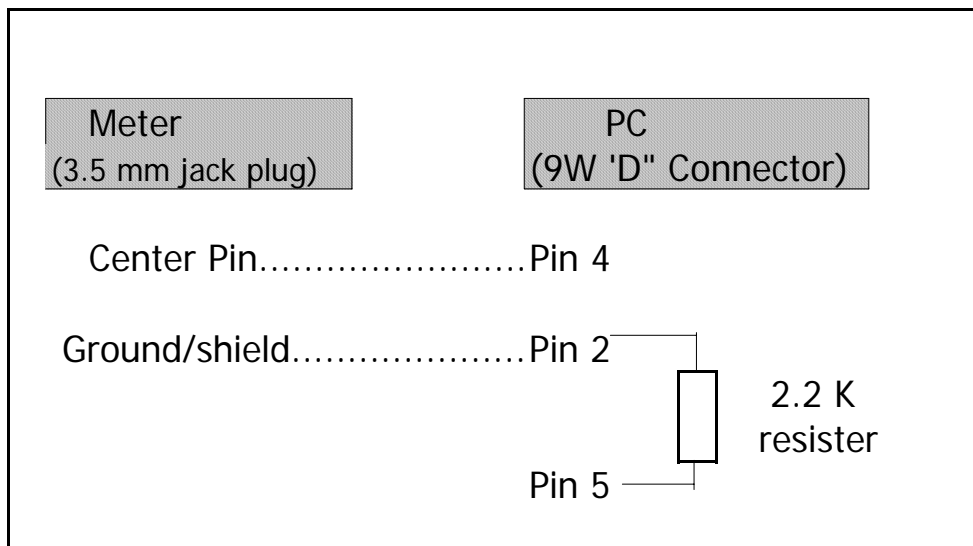 Meter
(3.5 mm jack plug)
PC
(9W 'D" Connector)
Center Pin........................Pin 4
Ground/shield.....................Pin 2
2.2 K
resister
Pin 5